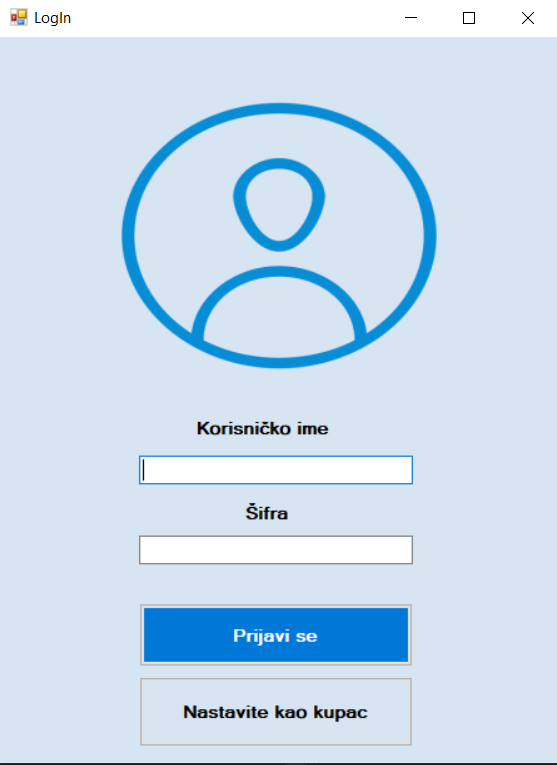 LogIn
Korisničko ime
Šifra
Prijavi se
Nastavite kao kupac